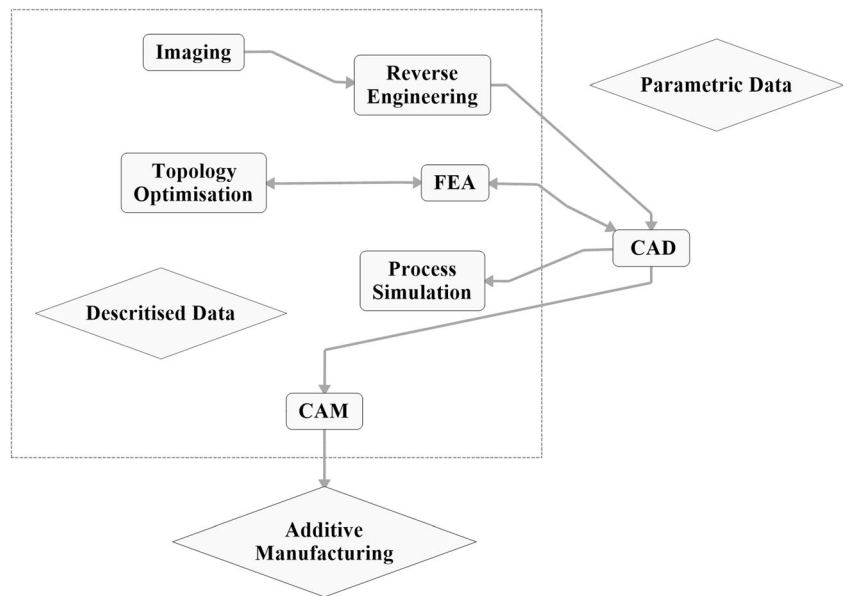 Imaging
Reverse
Engineering
Parametric Data
Topology
Optimisation
FEA
CAD
Process
Simulation
Descritised Data
CAM
Additive
Manufacturing